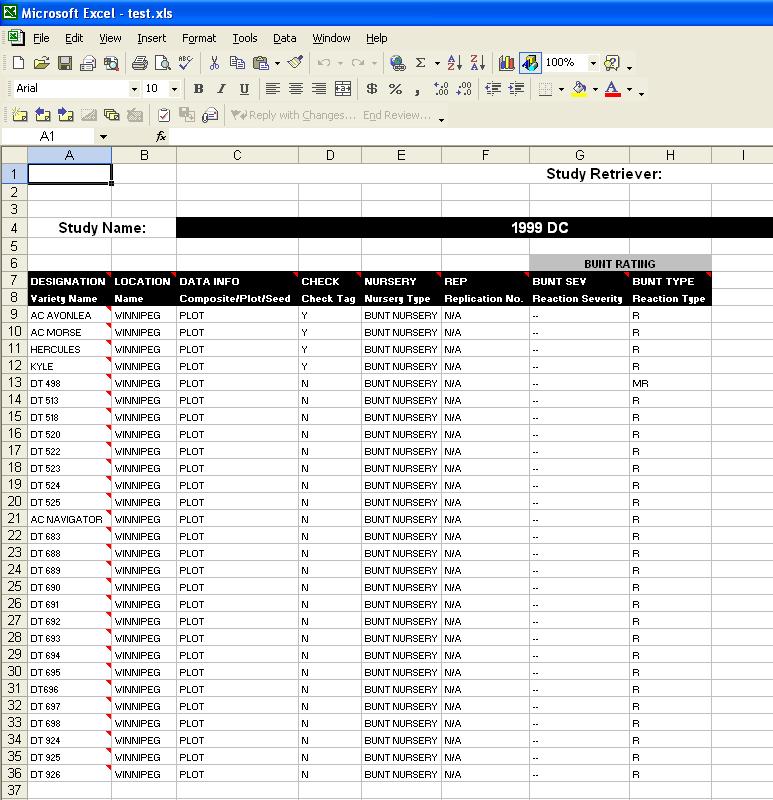 Microsoft Excel - test.xls
File Edit View Insert Format Tools Data Window Help
100%
Arial 10 B I U $ % ,
Reply with Changes... End Review...
A1 fx
A B C D E F G H I
1 Study Retriever:
2
3
4 Study Name: 1999 DC
5
6 BUNT RATING
7 DESIGNATION LOCATION DATA INFO CHECK NURSERY REP BUNT SEV BUNT TYPE
8 Variety Name Name Composite/Plot/Seed Check Tag Nursery Type Replication No. Reaction Severity Reaction Type
9 AC AVONLEA WINNIPEG PLOT Y BUNT NURSERY N/A -- R
10 AC MORSE WINNIPEG PLOT Y BUNT NURSERY N/A -- R
11 HERCULES WINNIPEG PLOT Y BUNT NURSERY N/A -- R
12 KYLE WINNIPEG PLOT Y BUNT NURSERY N/A -- R
13 DT 498 WINNIPEG PLOT N BUNT NURSERY N/A -- MR
14 DT 513 WINNIPEG PLOT N BUNT NURSERY N/A -- R
15 DT 518 WINNIPEG PLOT N BUNT NURSERY N/A -- R
16 DT 520 WINNIPEG PLOT N BUNT NURSERY N/A -- R
17 DT 522 WINNIPEG PLOT N BUNT NURSERY N/A -- R
18 DT 523 WINNIPEG PLOT N BUNT NURSERY N/A -- R
19 DT 524 WINNIPEG PLOT N BUNT NURSERY N/A -- R
20 DT 525 WINNIPEG PLOT N BUNT NURSERY N/A -- R
21 AC NAVIGATOR WINNIPEG PLOT N BUNT NURSERY N/A -- R
22 DT 683 WINNIPEG PLOT N BUNT NURSERY N/A -- R
23 DT 688 WINNIPEG PLOT N BUNT NURSERY N/A -- R
24 DT 689 WINNIPEG PLOT N BUNT NURSERY N/A -- R
25 DT 690 WINNIPEG PLOT N BUNT NURSERY N/A -- R
26 DT 691 WINNIPEG PLOT N BUNT NURSERY N/A -- R
27 DT 692 WINNIPEG PLOT N BUNT NURSERY N/A -- R
28 DT 693 WINNIPEG PLOT N BUNT NURSERY N/A -- R
29 DT 694 WINNIPEG PLOT N BUNT NURSERY N/A -- R
30 DT 695 WINNIPEG PLOT N BUNT NURSERY N/A -- R
31 DT696 WINNIPEG PLOT N BUNT NURSERY N/A -- R
32 DT 697 WINNIPEG PLOT N BUNT NURSERY N/A -- R
33 DT 698 WINNIPEG PLOT N BUNT NURSERY N/A -- R
34 DT 924 WINNIPEG PLOT N BUNT NURSERY N/A -- R
35 DT 925 WINNIPEG PLOT N BUNT NURSERY N/A -- R
36 DT 926 WINNIPEG PLOT N BUNT NURSERY N/A -- R
37